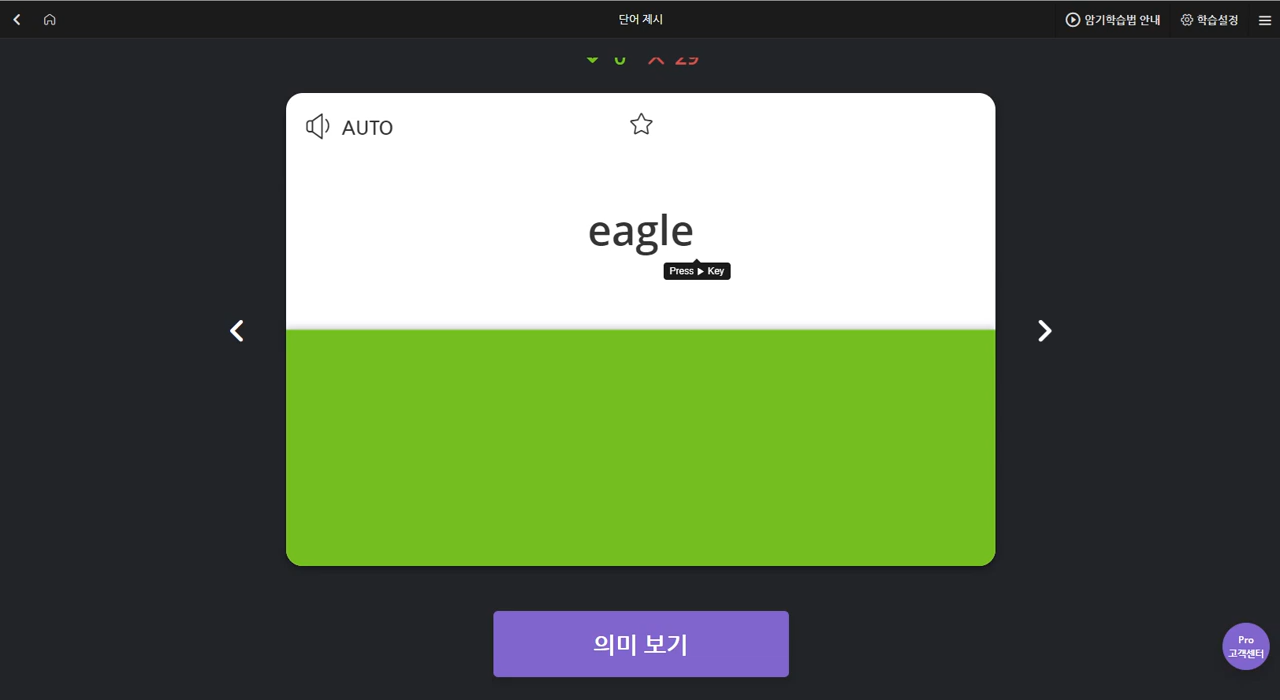 단어 제시
암기학습법 안내
학습설정
AUTO
eagle
Press ▶ Key
의미 보기
Pro
고객센터